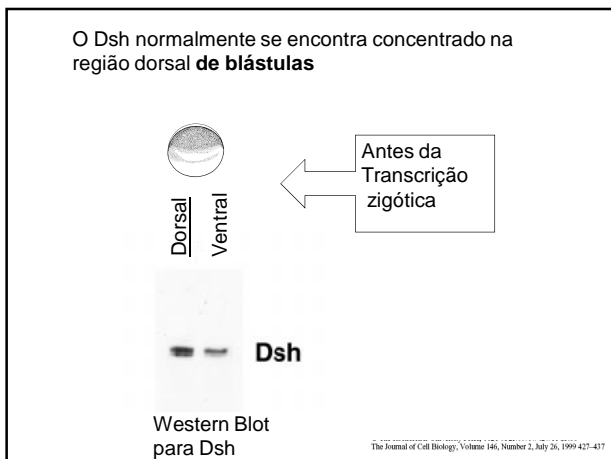 O Dsh normalmente se encontra concentrado na
região dorsal de blástulas
Antes da
Transcrição
zigótica
Dorsal
Ventral
Dsh
Western Blot
para Dsh
The Journal of Cell Biology, Volume 146, Number 2, July 26, 1999 427–437